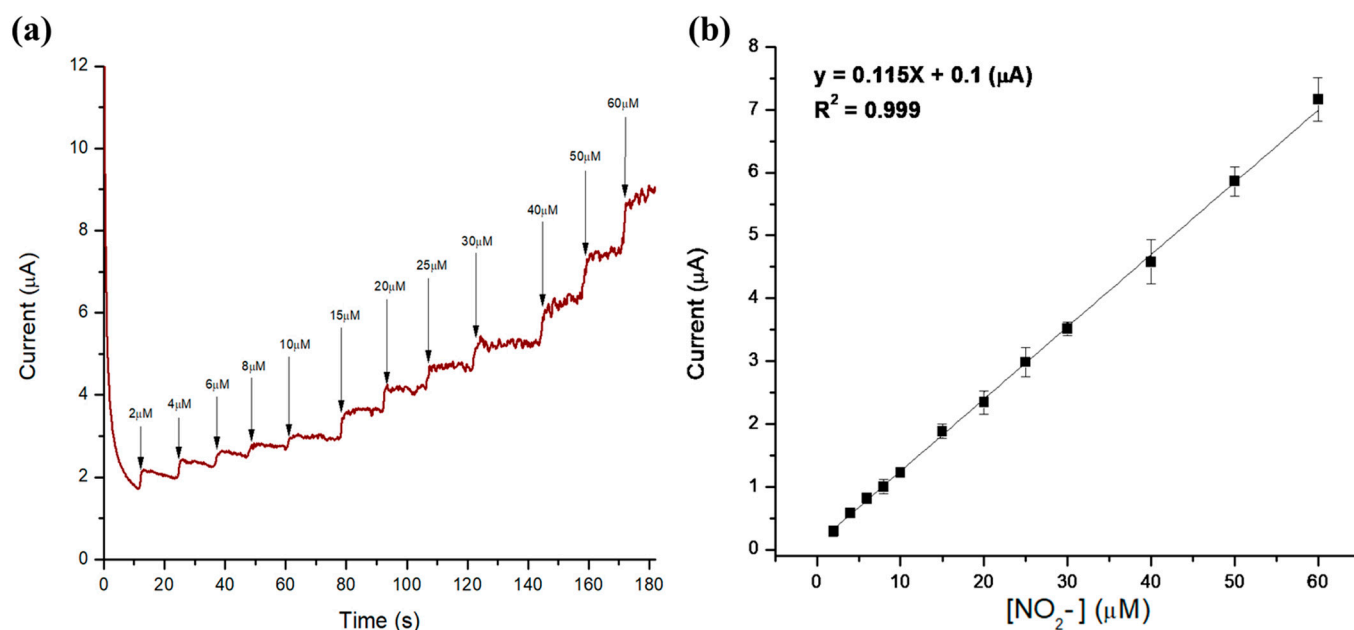 (a)
12
10
8
6
4
2
0
Current (µA)
2µM
4µM
6µM
8µM
10µM
15µM
20µM
25µM
30µM
40µM
50µM
60µM
0 20 40 60 80 100 120 140 160 180
Time (s)
(b)
y = 0.115X + 0.1 (µA)
R² = 0.999
8
7
6
5
4
3
2
1
0
Current (µA)
0 10 20 30 40 50 60
[NO₂-] (µM)